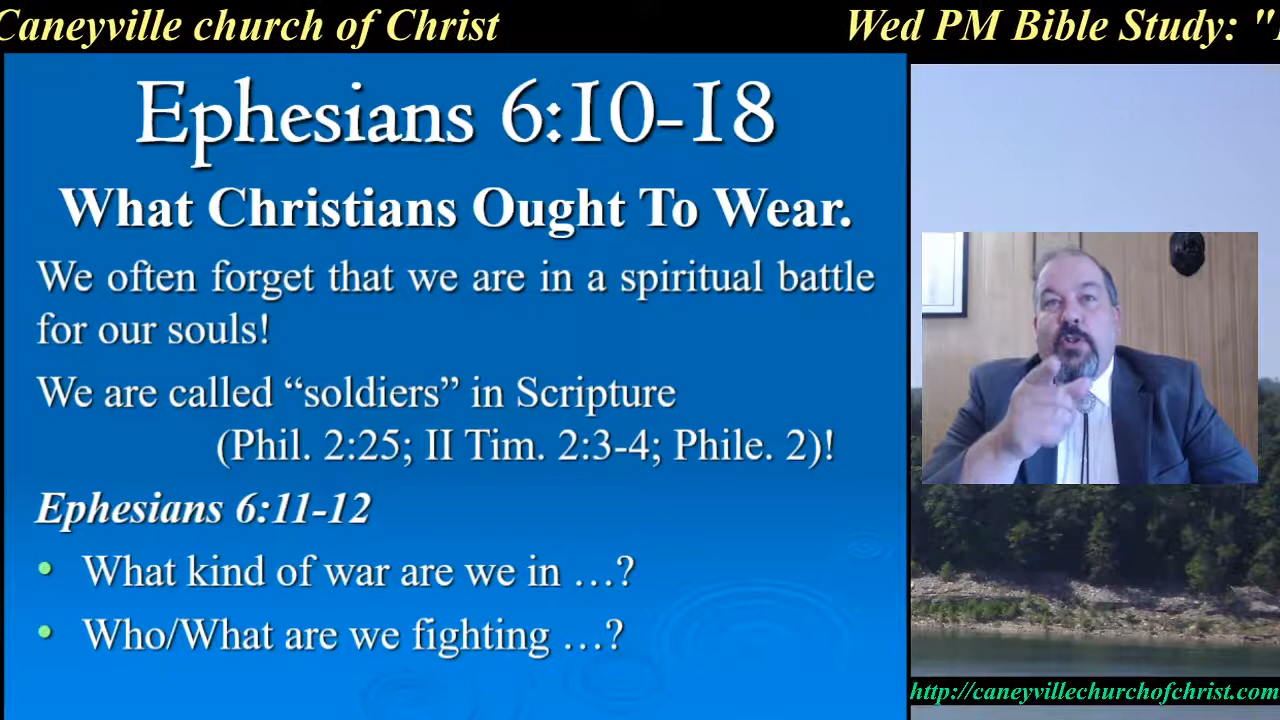 Caneyville church of Christ
Wed PM Bible Study: "
Ephesians 6:10-18
What Christians Ought To Wear.
We often forget that we are in a spiritual battle
for our souls!
We are called “soldiers” in Scripture
(Phil. 2:25; II Tim. 2:3-4; Phile. 2)!
Ephesians 6:11-12
• What kind of war are we in …?
• Who/What are we fighting …?
http://caneyvillechurchofchrist.com